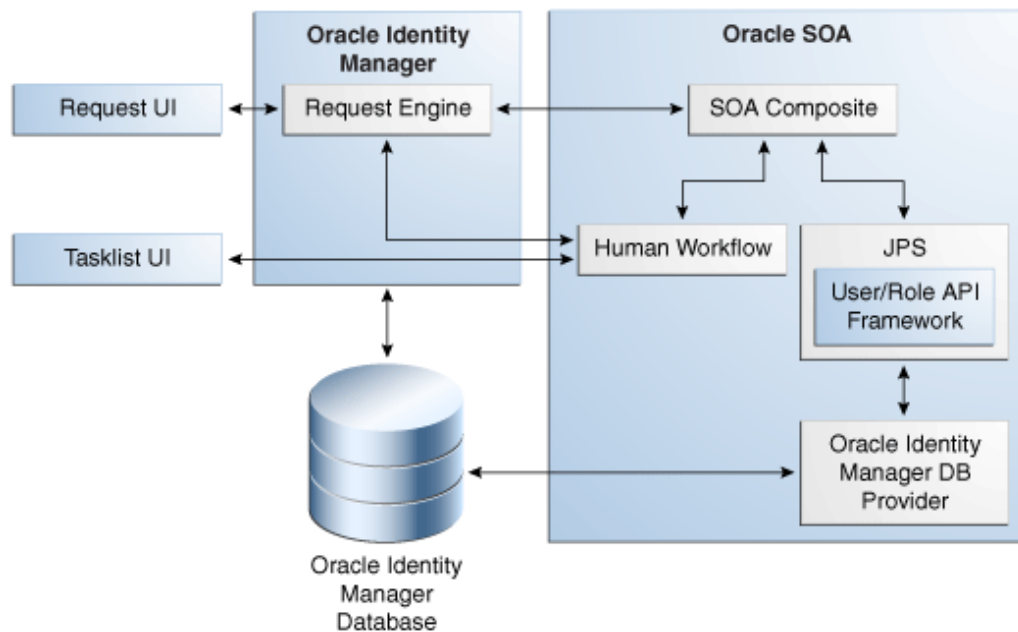 Oracle Identity
Manager
Oracle SOA
Request UI
Request Engine
SOA Composite
Tasklist UI
Human Workflow
JPS
User/Role API
Framework
Oracle Identity
Manager DB
Provider
Oracle Identity
Manager
Database